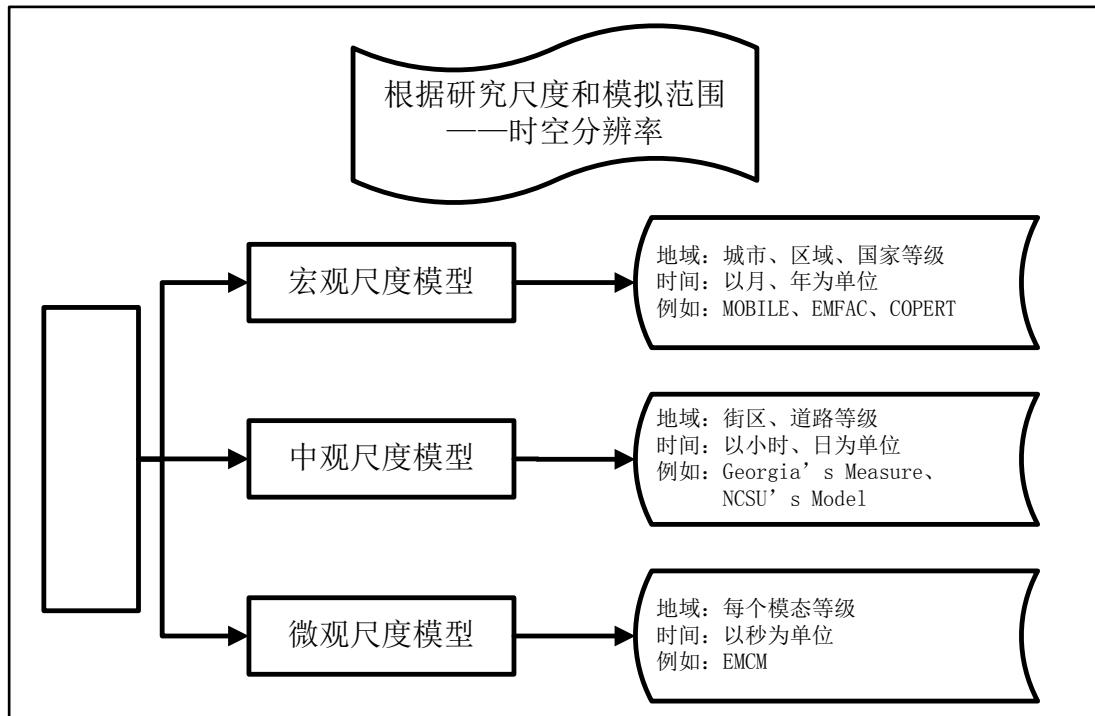 根据研究尺度和模拟范围
——时空分辨率
宏观尺度模型
地域：城市、区域、国家等级
时间：以月、年为单位
例如：MOBILE、EMFAC、COPERT
中观尺度模型
地域：街区、道路等级
时间：以小时、日为单位
例如：Georgia’s Measure、
NCSU’s Model
微观尺度模型
地域：每个模态等级
时间：以秒为单位
例如：EMCM